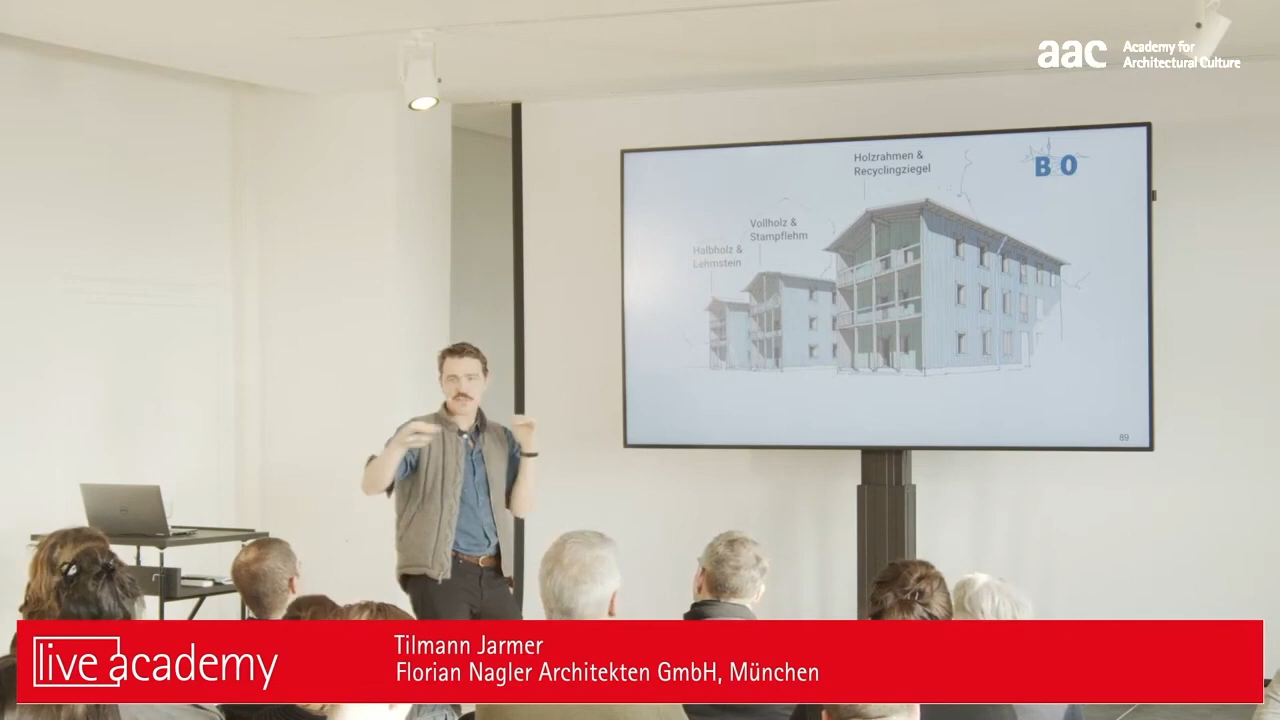 aac
Academy for
Architectural Culture
Holzrahmen &
Recyclingziegel
B O
Vollholz &
Stampflehm
Halbholz &
Lehmstein
89
live academy
Tilmann Jarmer
Florian Nagler Architekten GmbH, München